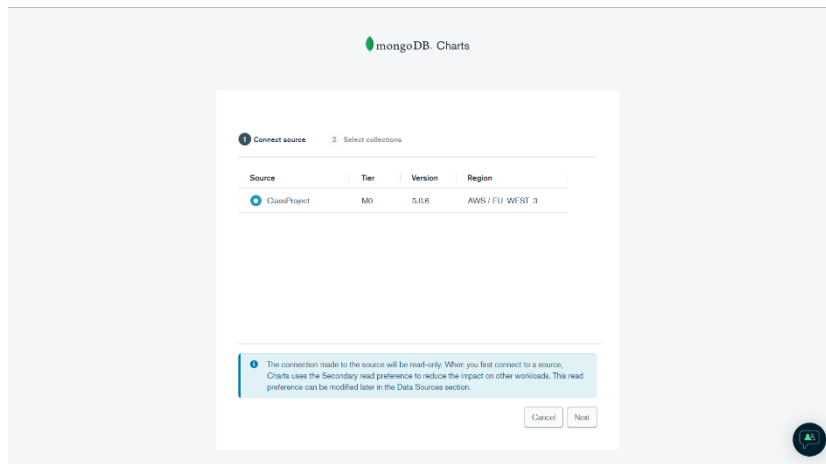 mongoDB. Charts
1 Connect source 2 Select collections
Source Tier Version Region
ClassProject M0 5.0.6 AWS / EU_WEST_3
The connection made to the source will be read-only. When you first connect to a source,
Charts uses the Secondary read preference to reduce the impact on other workloads. This read
preference can be modified later in the Data Sources section.
Cancel Next